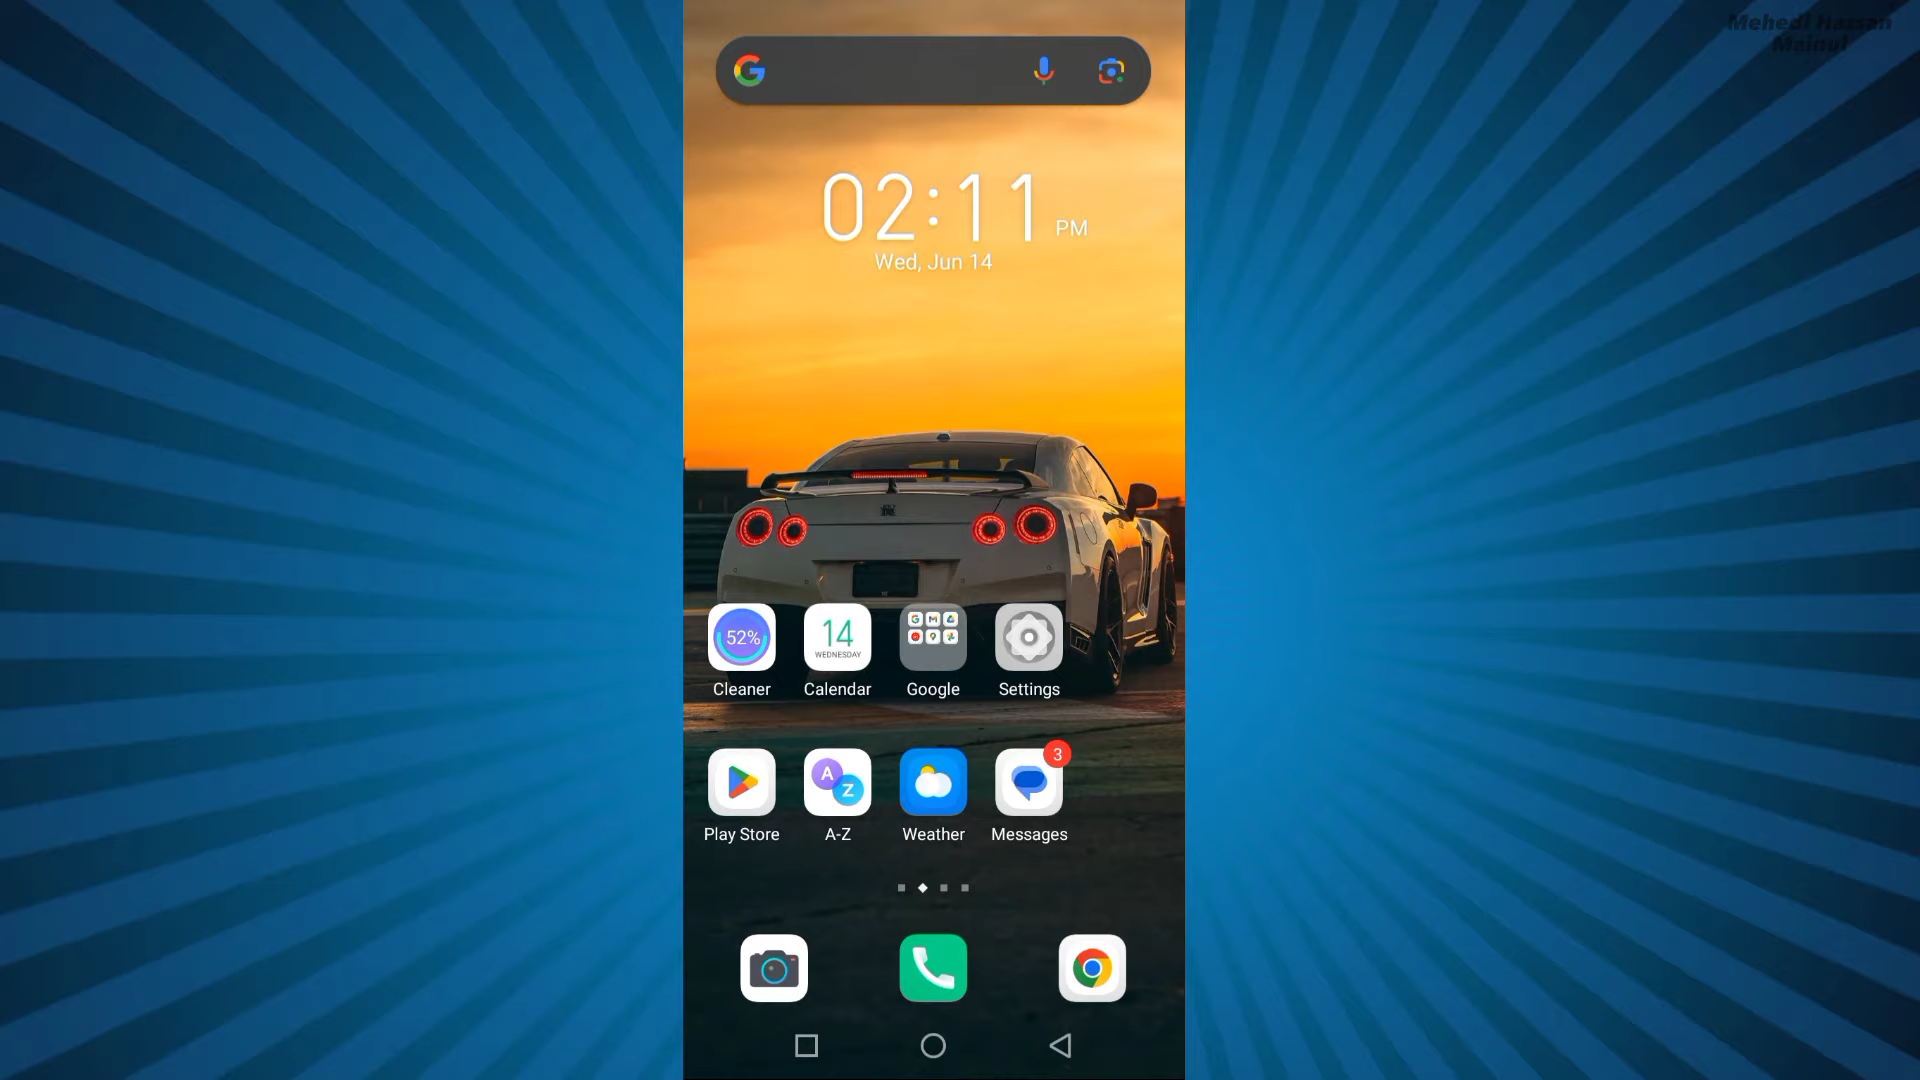 Mehedi Hassan
Mainul
02:11 PM
Wed, Jun 14
52%
14
WEDNESDAY
Cleaner
Calendar
Google
Settings
A
Z
3
Play Store
A-Z
Weather
Messages